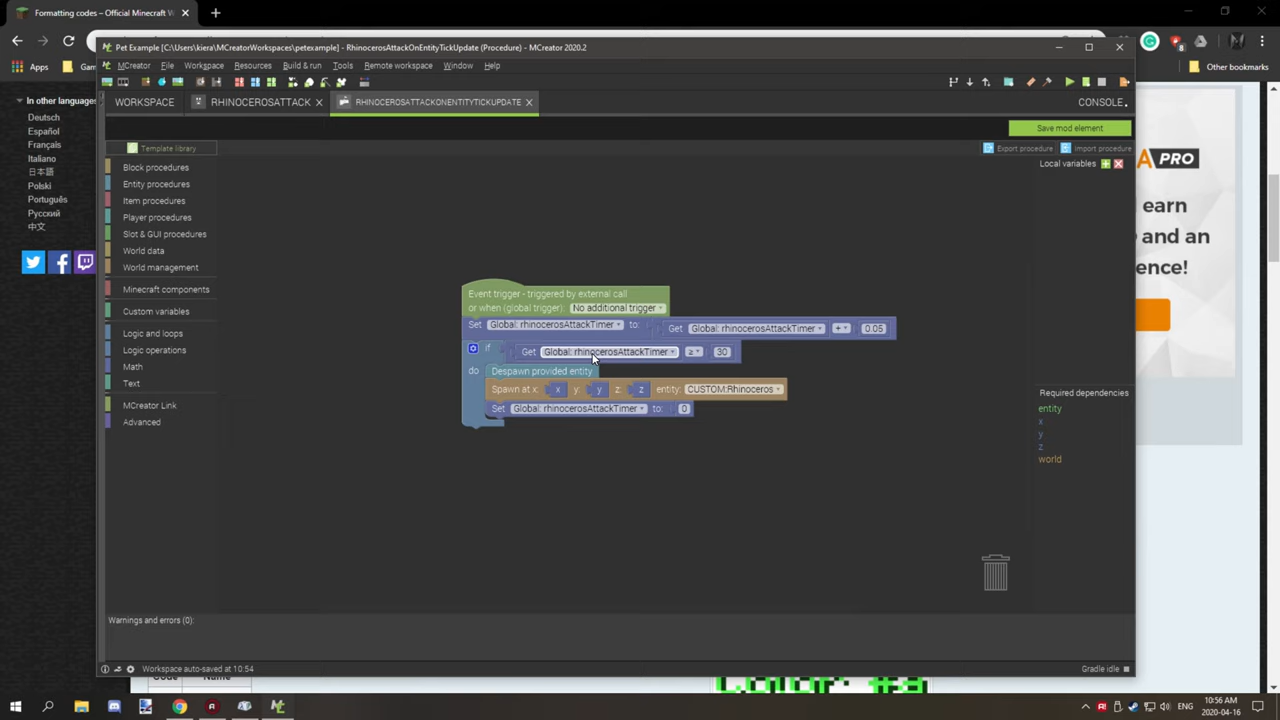 Formatting codes – Official Minecraft W
Pet Example [C:\Users\kiera\MCreatorWorkspaces\petexample] - RhinocerosAttackOnEntityTickUpdate (Procedure) - MCreator 2020.2
Apps
Gam
Other bookmarks
MCreator File Workspace Resources Build & run Tools Remote workspace Window Help
WORKSPACE RHINOCEROSATTACK RHINOCEROSATTACKONENTITYTICKUPDATE CONSOLE
Save mod element
Template library
Export procedure Import procedure
Local variables
In other languages
Deutsch
Español
Français
Italiano
日本語
Polski
Português
Русский
中文
Block procedures
Entity procedures
Item procedures
Player procedures
Slot & GUI procedures
World data
World management
Minecraft components
Custom variables
Logic and loops
Logic operations
Math
Text
MCreator Link
Advanced
Event trigger - triggered by external call
or when (global trigger): No additional trigger
Set Global: rhinocerosAttackTimer to: Get Global: rhinocerosAttackTimer + 0.05
if Get Global: rhinocerosAttackTimer ≥ 30
do Despawn provided entity
Spawn at x: x y: y z: z entity: CUSTOM:Rhinoceros
Set Global: rhinocerosAttackTimer to: 0
Required dependencies
entity
x
y
z
world
A PRO
earn
and an
ience!
Warnings and errors (0):
Workspace auto-saved at 10:54
Gradle idle
Code Name
Color #a
ENG
10:56 AM
2020-04-16